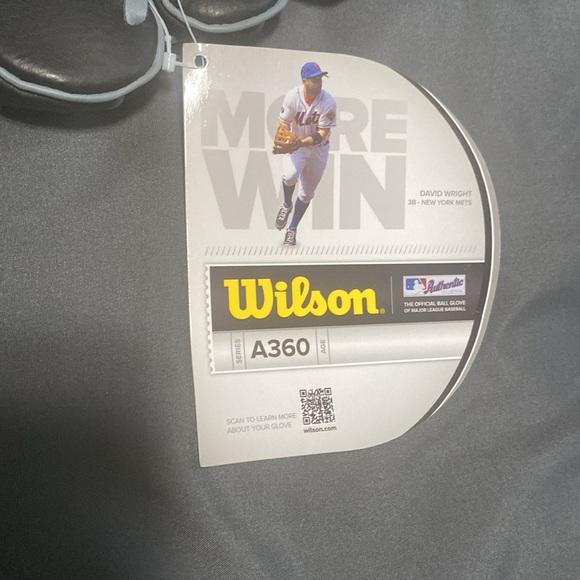 MORE
WIN
Mets
DAVID WRIGHT
3B - NEW YORK METS
Wilson
Authentic
THE OFFICIAL BALL GLOVE
OF MAJOR LEAGUE BASEBALL
SERIES
A360
AGE
SCAN TO LEARN MORE
ABOUT YOUR GLOVE
wilson.com